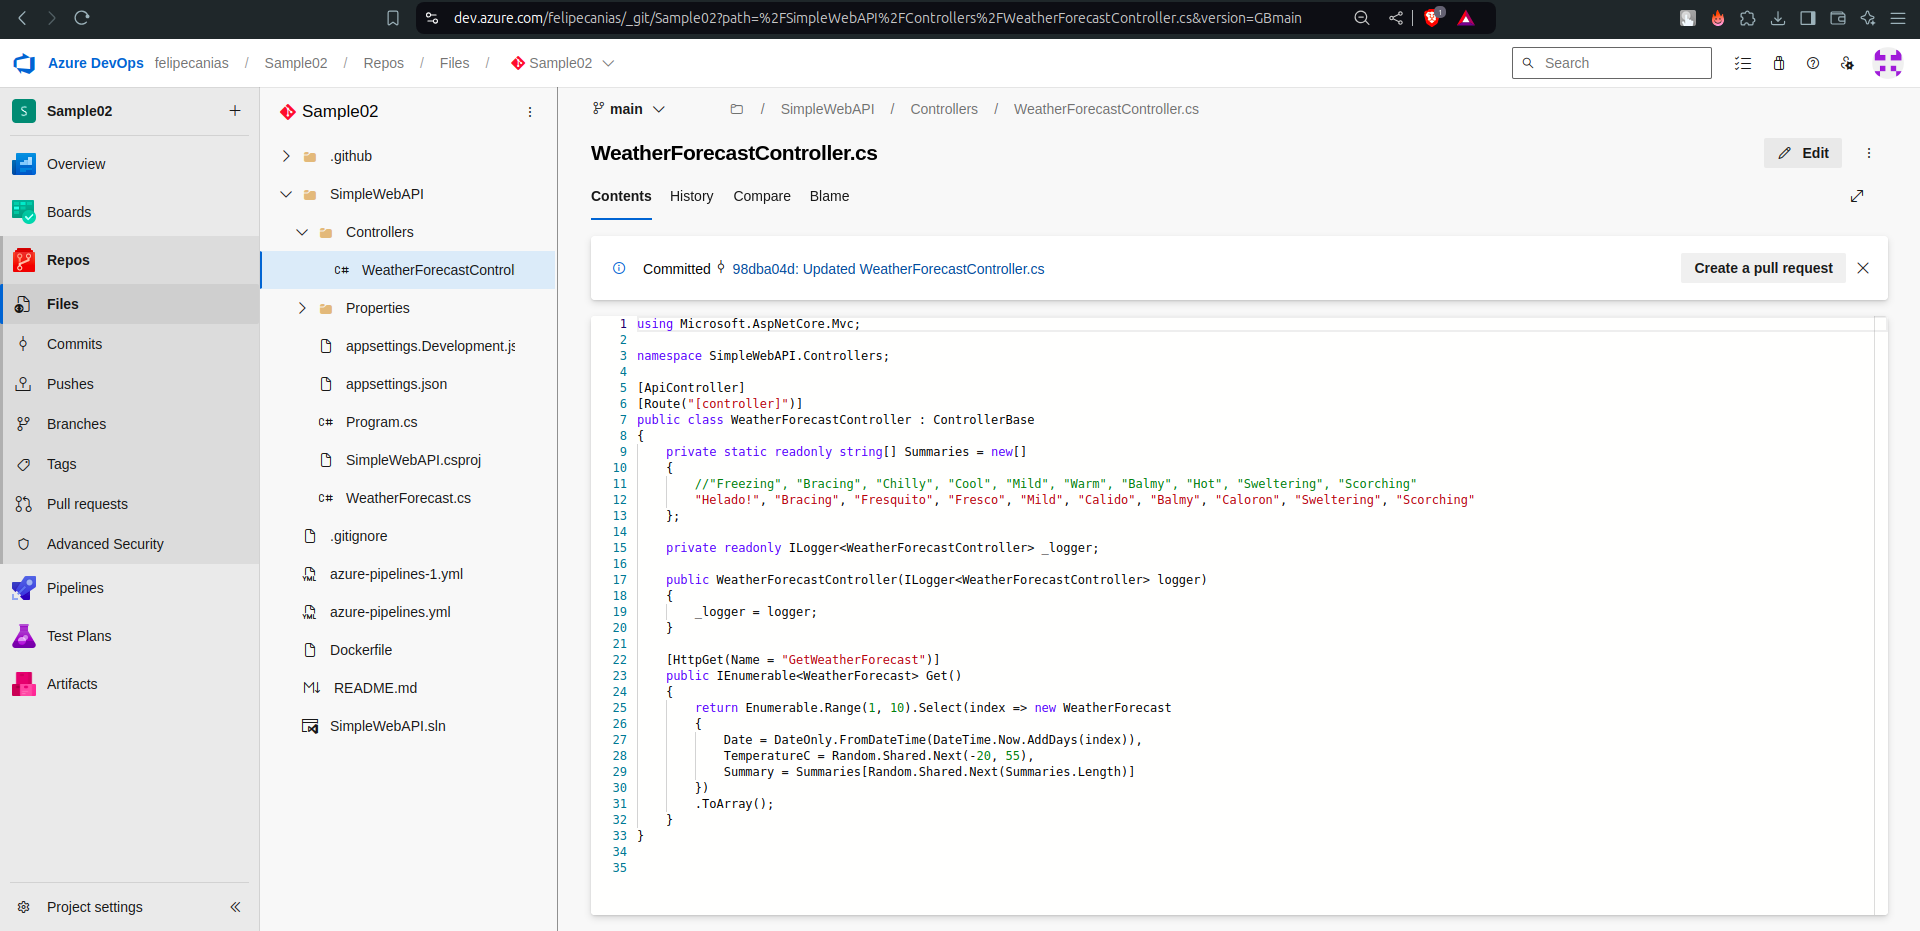 dev.azure.com/felipecanias/_git/Sample02?path=%2FSimpleWebAPI%2FControllers%2FWeatherForecastController.cs&version=GBmain
1
Azure DevOps felipecanias / Sample02 / Repos / Files / Sample02
Search
S Sample02 +
Overview
Boards
Repos
Files
Commits
Pushes
Branches
Tags
Pull requests
Advanced Security
Pipelines
Test Plans
Artifacts
Project settings
Sample02
.github
SimpleWebAPI
Controllers
C# WeatherForecastControl
Properties
appsettings.Development.js
appsettings.json
C# Program.cs
SimpleWebAPI.csproj
C# WeatherForecast.cs
.gitignore
YML azure-pipelines-1.yml
YML azure-pipelines.yml
Dockerfile
M↓ README.md
SimpleWebAPI.sln
main / SimpleWebAPI / Controllers / WeatherForecastController.cs
WeatherForecastController.cs
Edit
Contents History Compare Blame
Committed 98dba04d: Updated WeatherForecastController.cs
Create a pull request
1 using Microsoft.AspNetCore.Mvc;
2
3 namespace SimpleWebAPI.Controllers;
4
5 [ApiController]
6 [Route("[controller]")]
7 public class WeatherForecastController : ControllerBase
8 {
9 private static readonly string[] Summaries = new[]
10 {
11 //"Freezing", "Bracing", "Chilly", "Cool", "Mild", "Warm", "Balmy", "Hot", "Sweltering", "Scorching"
12 "Helado!", "Bracing", "Fresquito", "Fresco", "Mild", "Calido", "Balmy", "Caloron", "Sweltering", "Scorching"
13 };
14
15 private readonly ILogger<WeatherForecastController> _logger;
16
17 public WeatherForecastController(ILogger<WeatherForecastController> logger)
18 {
19 _logger = logger;
20 }
21
22 [HttpGet(Name = "GetWeatherForecast")]
23 public IEnumerable<WeatherForecast> Get()
24 {
25 return Enumerable.Range(1, 10).Select(index => new WeatherForecast
26 {
27 Date = DateOnly.FromDateTime(DateTime.Now.AddDays(index)),
28 TemperatureC = Random.Shared.Next(-20, 55),
29 Summary = Summaries[Random.Shared.Next(Summaries.Length)]
30 })
31 .ToArray();
32 }
33 }
34
35